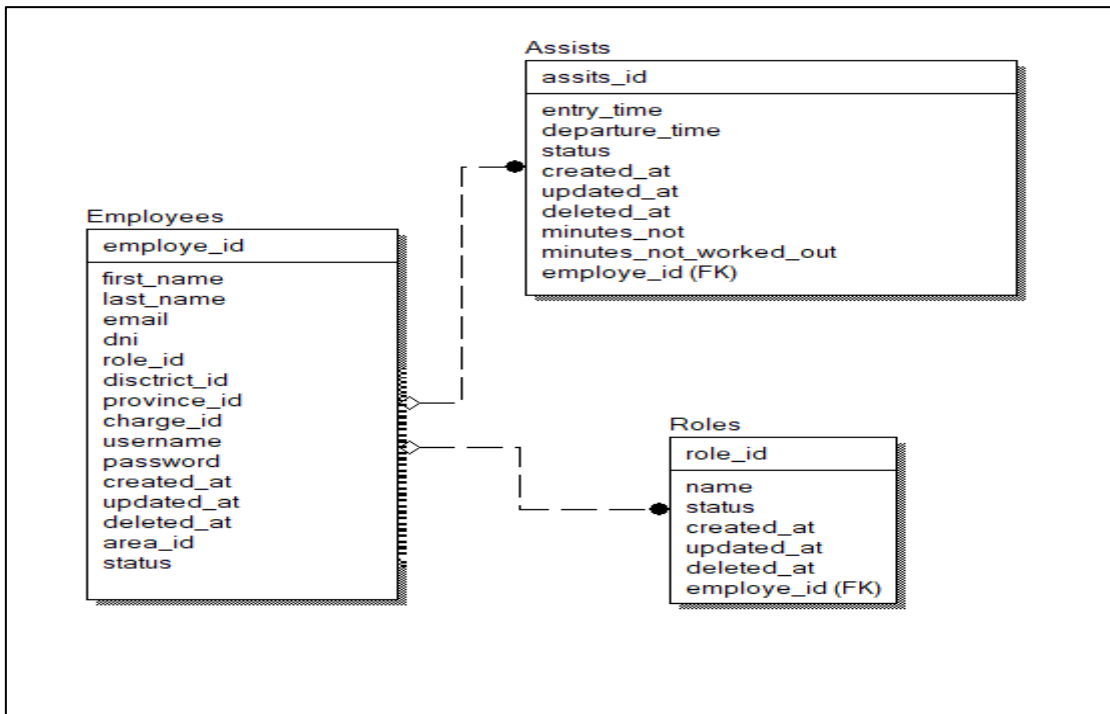 Assists
assits_id
entry_time
departure_time
status
created_at
updated_at
deleted_at
minutes_not
minutes_not_worked_out
employe_id (FK)
Employees
employe_id
first_name
last_name
email
dni
role_id
disctrict_id
province_id
charge_id
username
password
created_at
updated_at
deleted_at
area_id
status
Roles
role_id
name
status
created_at
updated_at
deleted_at
employe_id (FK)